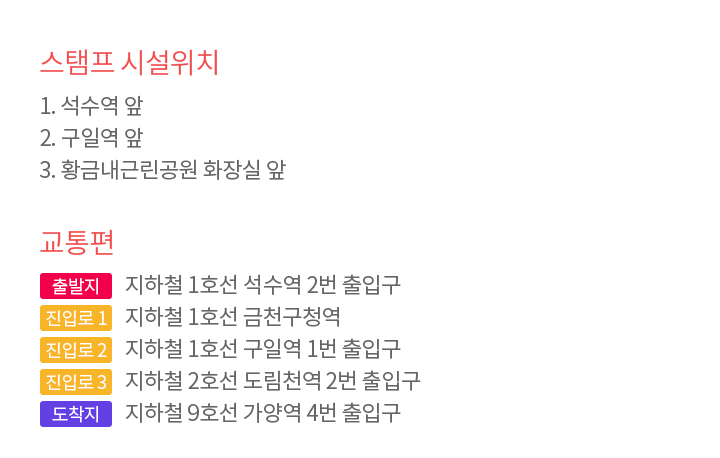 스탬프 시설위치
1. 석수역 앞
2. 구일역 앞
3. 황금내근린공원 화장실 앞
교통편
출발지 지하철 1호선 석수역 2번 출입구
진입로 1 지하철 1호선 금천구청역
진입로 2 지하철 1호선 구일역 1번 출입구
진입로 3 지하철 2호선 도림천역 2번 출입구
도착지 지하철 9호선 가양역 4번 출입구